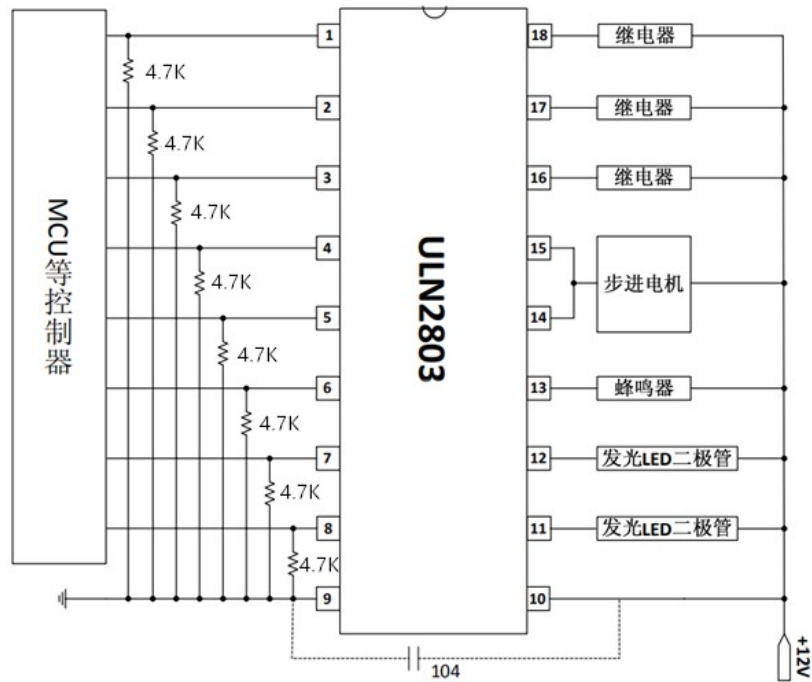 1
18
继电器
4.7K
2
17
继电器
4.7K
3
16
继电器
4.7K
MCU等控制器
ULN2803
4
15
4.7K
步进电机
5
14
4.7K
6
13
蜂鸣器
4.7K
7
12
发光LED二极管
4.7K
8
11
发光LED二极管
4.7K
9
10
104
+12V